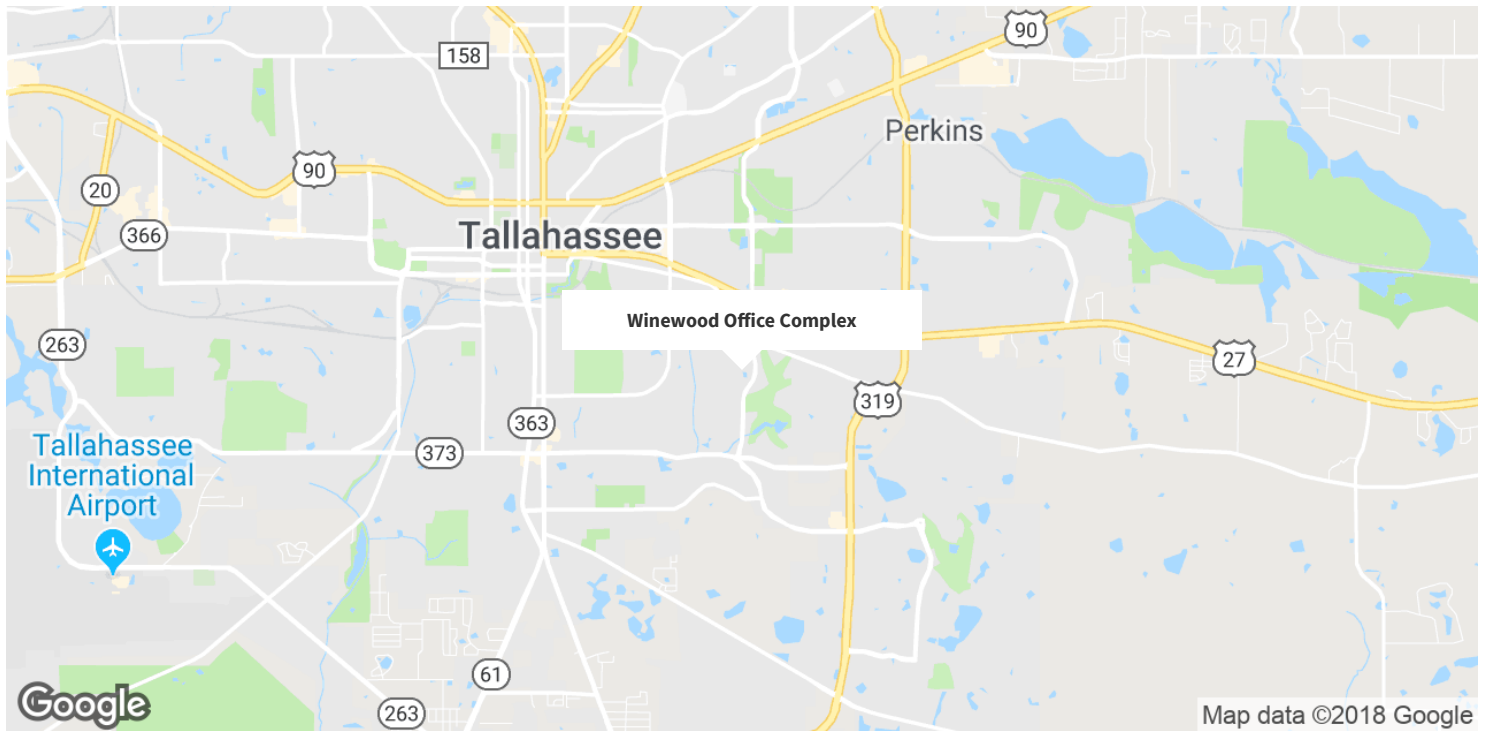 90
158
Perkins
90
20
Tallahassee
366
Winewood Office Complex
263
27
319
363
Tallahassee
International
Airport
373
61
Google
263
Map data ©2018 Google